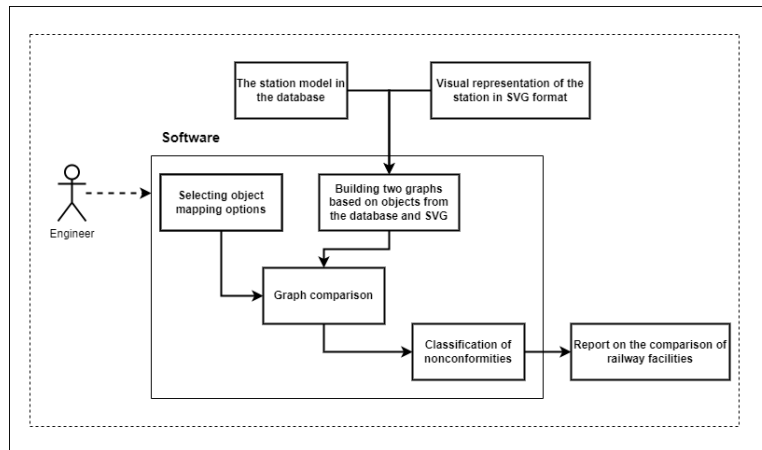 The station model in
the database
Visual representation of the
station in SVG format
Software
Engineer
Selecting object
mapping options
Building two graphs
based on objects from
the database and SVG
Graph comparison
Classification of
nonconformities
Report on the comparison of
railway facilities